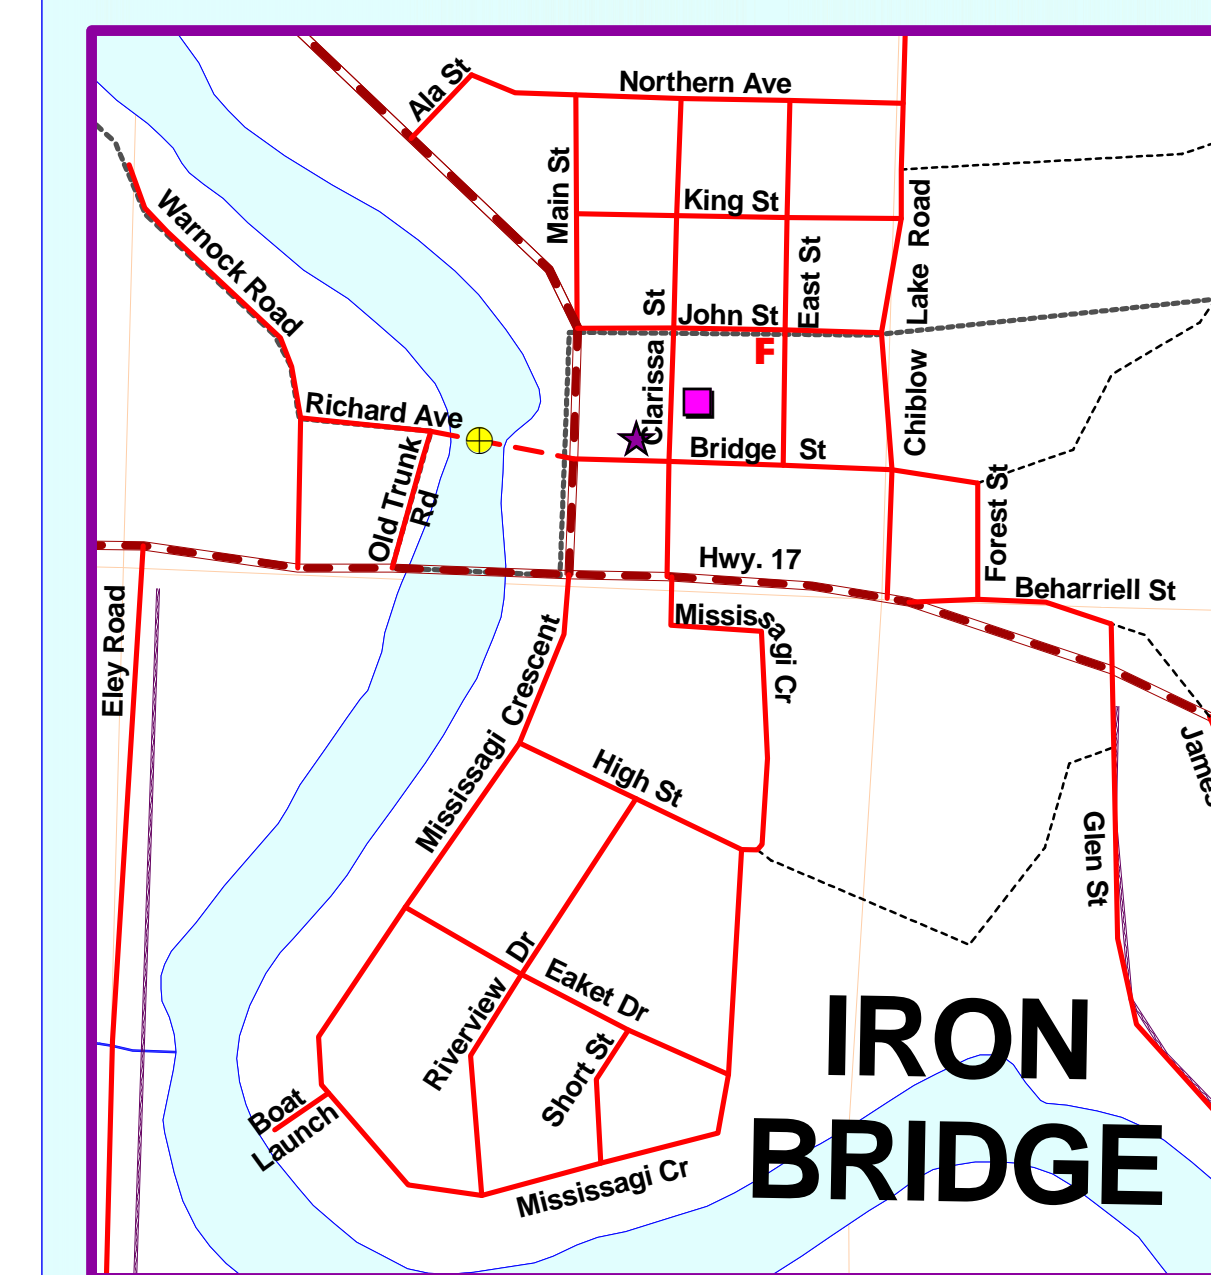 Ala St
Northern Ave
Main St
King St
Warnock Road
East St
Chiblow Lake Road
Clarissa St
John St
F
Richard Ave
Bridge St
Old Trunk
Rd
Forest St
Hwy. 17
Beharriell St
Eley Road
Mississagi Cr
Mississagi Crescent
James
High St
Glen St
Riverview Dr
Eaket Dr
Short St
IRON
BRIDGE
Boat
Launch
Mississagi Cr